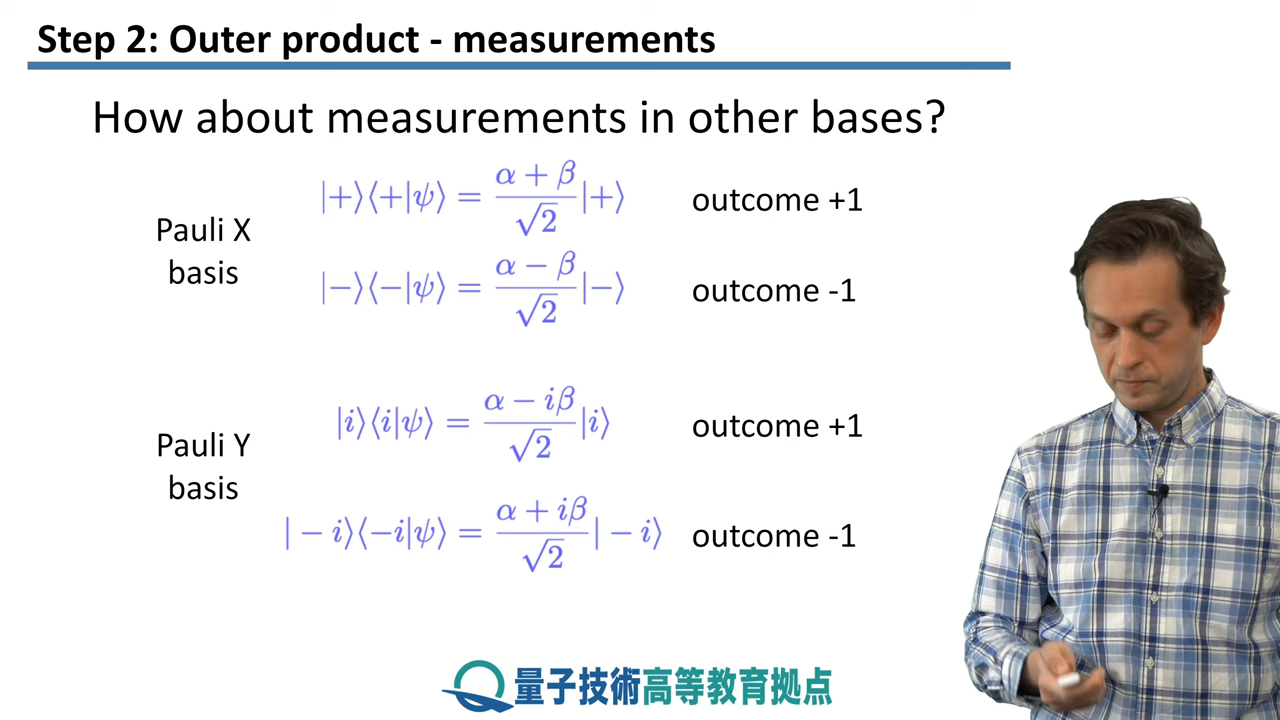 Step 2: Outer product - measurements
How about measurements in other bases?
Pauli X
basis
|+⟩⟨+|ψ⟩ = (α + β)/√2 |+⟩ outcome +1
|−⟩⟨−|ψ⟩ = (α − β)/√2 |−⟩ outcome -1
Pauli Y
basis
|i⟩⟨i|ψ⟩ = (α − iβ)/√2 |i⟩ outcome +1
| − i⟩⟨−i|ψ⟩ = (α + iβ)/√2 | − i⟩ outcome -1
量子技術高等教育拠点